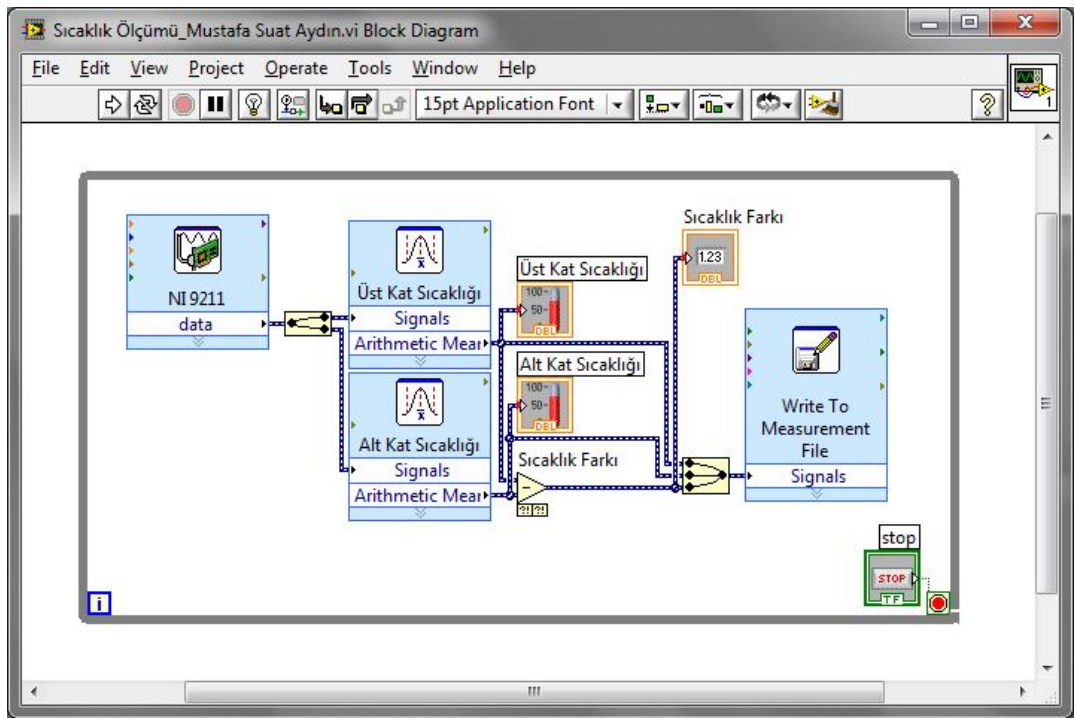 Sıcaklık Ölçümü_Mustafa Suat Aydın.vi Block Diagram
File Edit View Project Operate Tools Window Help
15pt Application Font
1
NI 9211
data
Üst Kat Sıcaklığı
Signals
Arithmetic Mear
Alt Kat Sıcaklığı
Signals
Arithmetic Mear
Üst Kat Sıcaklığı
100
50
DBL
Alt Kat Sıcaklığı
100
50
DBL
Sıcaklık Farkı
?! ?!
Sıcaklık Farkı
1.23
DBL
Write To
Measurement
File
Signals
stop
STOP
TF
i